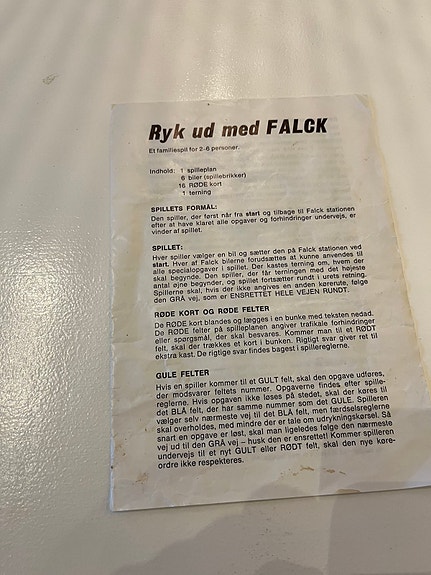 Ryk ud med FALCK
Et familiespil for 2-6 personer.
Indhold: 1 spilleplan
6 biler (spillebrikker)
16 RØDE kort
1 terning
SPILLETS FORMÅL:
Den spiller, der først når fra start og tilbage til Falck stationen
efter at have klaret alle opgaver og forhindringer undervejs, er
vinder af spillet.
SPILLET:
Hver spiller vælger en bil og sætter den på Falck stationen ved
start. Hver af Falck bilerne forudsættes at kunne anvendes til
alle specialopgaver i spillet. Der kastes terning om, hvem der
skal begynde. Den spiller, der får terningen med det højeste
antal øjne begynder, og spillet fortsætter rundt i urets retning.
Spillerne skal, hvis der ikke angives en anden kørerute, følge
den GRÅ vej, som er ENSRETTET HELE VEJEN RUNDT.
RØDE KORT OG RØDE FELTER
De RØDE kort blandes og lægges i en bunke med teksten nedad.
De RØDE felter på spilleplanen angiver trafikale forhindringer
eller spørgsmål, der skal besvares. Kommer man til et RØDT
felt, skal der trækkes et kort i bunken. Rigtigt svar giver ret til
ekstra kast. De rigtige svar findes bagest i spillereglerne.
GULE FELTER
Hvis en spiller kommer til et GULT felt, skal den opgave udføres,
der modsvarer feltets nummer. Opgaverne findes efter spille-
reglerne. Hvis opgaven ikke løses på stedet, skal der køres til
det BLÅ felt, der har samme nummer som det GULE. Spilleren
vælger selv nærmeste vej til det BLÅ felt, men færdselsreglerne
skal overholdes, med mindre der er tale om udrykningskørsel. Så
snart en opgave er løst, skal man ligeledes følge den nærmeste
vej ud til den GRÅ vej – husk den er ensrettet! Kommer spilleren
undervejs til et nyt GULT eller RØDT felt, skal den nye køre-
ordre ikke respekteres.